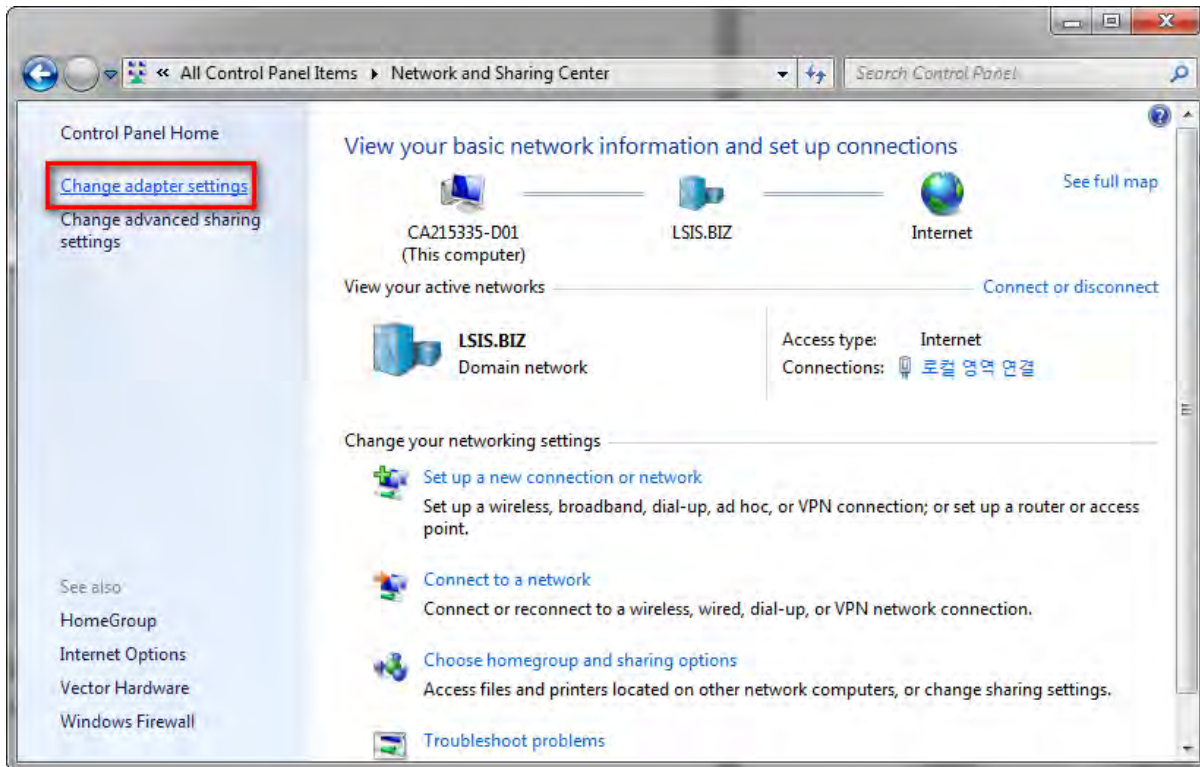 « All Control Panel Items ▸ Network and Sharing Center
Search Control Panel
Control Panel Home
Change adapter settings
Change advanced sharing
settings
See also
HomeGroup
Internet Options
Vector Hardware
Windows Firewall
View your basic network information and set up connections
See full map
CA215335-D01
(This computer)
LSIS.BIZ
Internet
View your active networks
Connect or disconnect
LSIS.BIZ
Domain network
Access type: Internet
Connections: 로컬 영역 연결
Change your networking settings
Set up a new connection or network
Set up a wireless, broadband, dial-up, ad hoc, or VPN connection; or set up a router or access
point.
Connect to a network
Connect or reconnect to a wireless, wired, dial-up, or VPN network connection.
Choose homegroup and sharing options
Access files and printers located on other network computers, or change sharing settings.
Troubleshoot problems